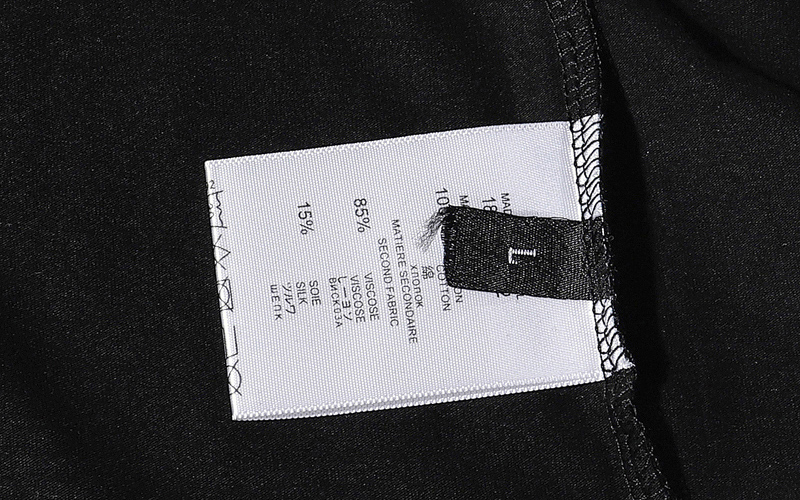 L
COTTON
綿
ХЛОПОК
MATIERE SECONDAIRE
SECOND FABRIC
85% VISCOSE
VISCOSE
レーヨン
ВИСКОЗА
15% SOIE
SILK
シルク
ШЕЛК